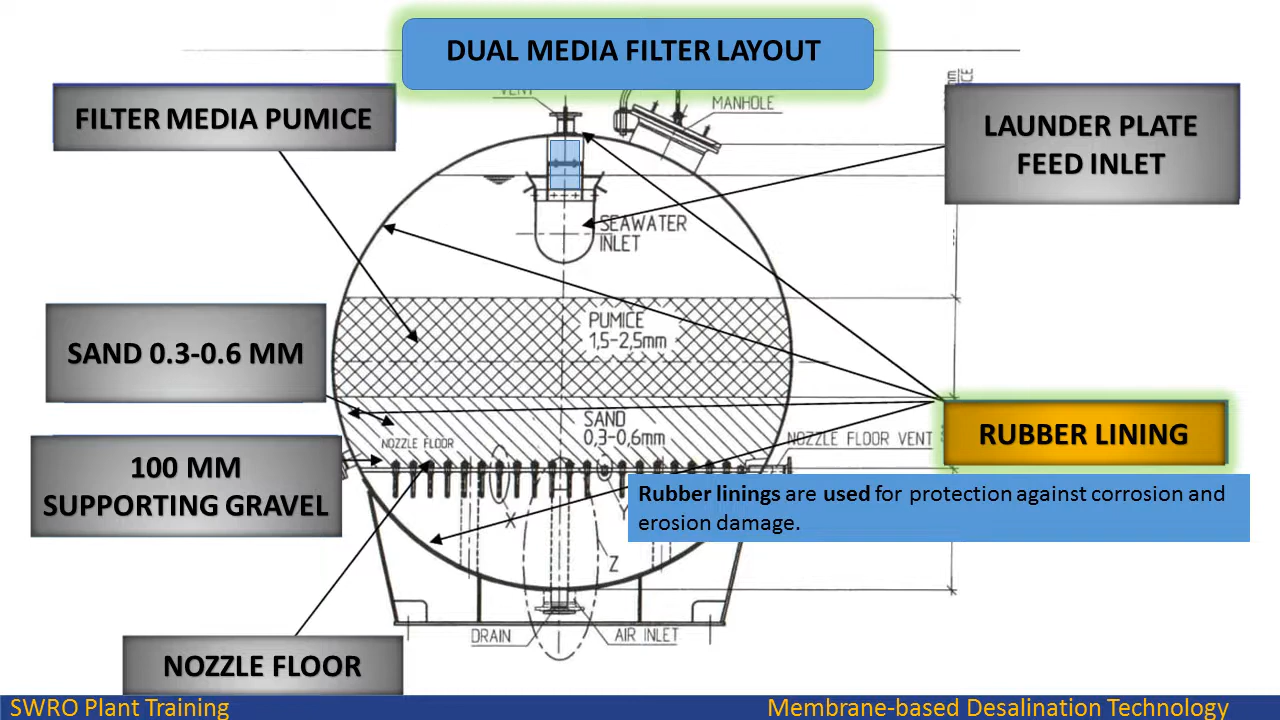 DUAL MEDIA FILTER LAYOUT
VENT
MANHOLE
FILTER MEDIA PUMICE
LAUNDER PLATE
FEED INLET
SEAWATER
INLET
PUMICE
1,5-2,5mm
SAND 0.3-0.6 MM
SAND
0,3-0,6mm
NOZZLE FLOOR
NOZZLE FLOOR VENT
RUBBER LINING
100 MM
SUPPORTING GRAVEL
Rubber linings are used for protection against corrosion and
erosion damage.
X
Z
DRAIN
AIR INLET
NOZZLE FLOOR
SWRO Plant Training
Membrane-based Desalination Technology